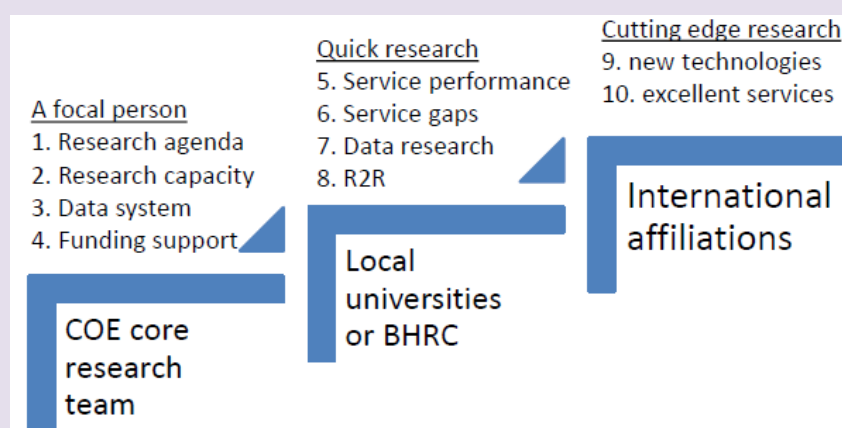 A focal person
1. Research agenda
2. Research capacity
3. Data system
4. Funding support
COE core
research
team
Quick research
5. Service performance
6. Service gaps
7. Data research
8. R2R
Local
universities
or BHRC
Cutting edge research
9. new technologies
10. excellent services
International
affiliations